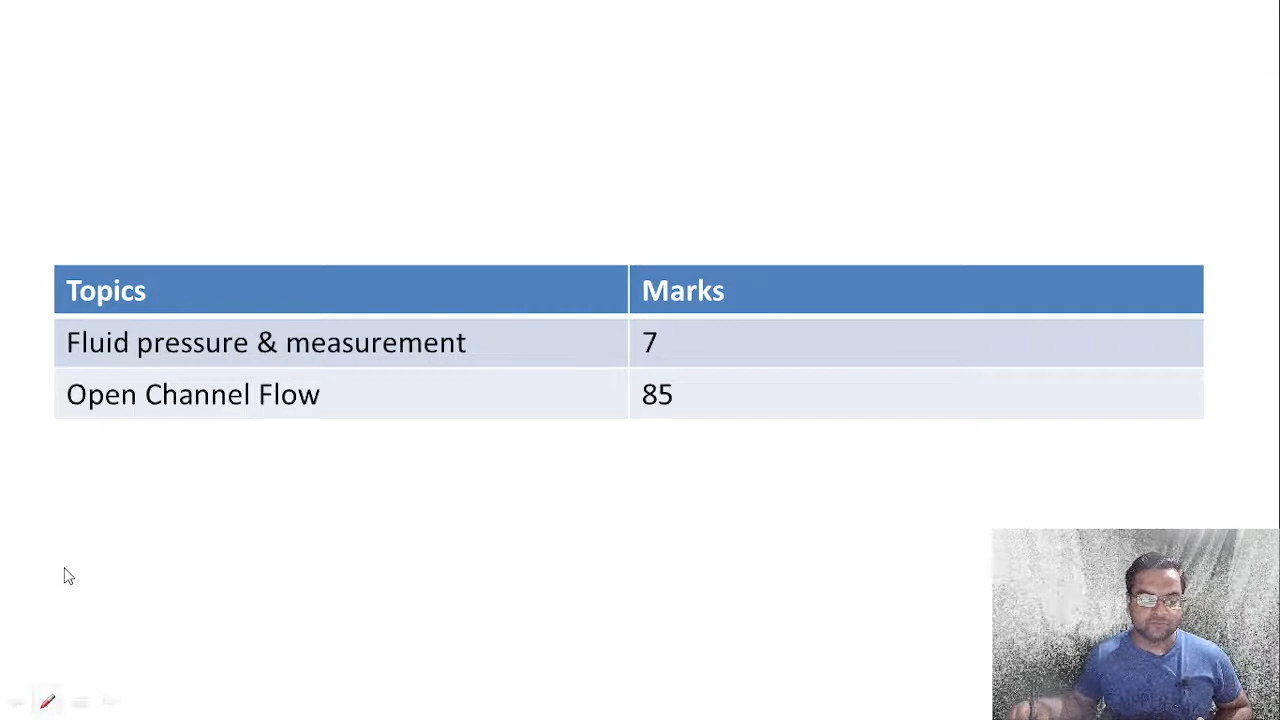 Topics Marks
Fluid pressure & measurement 7
Open Channel Flow 85